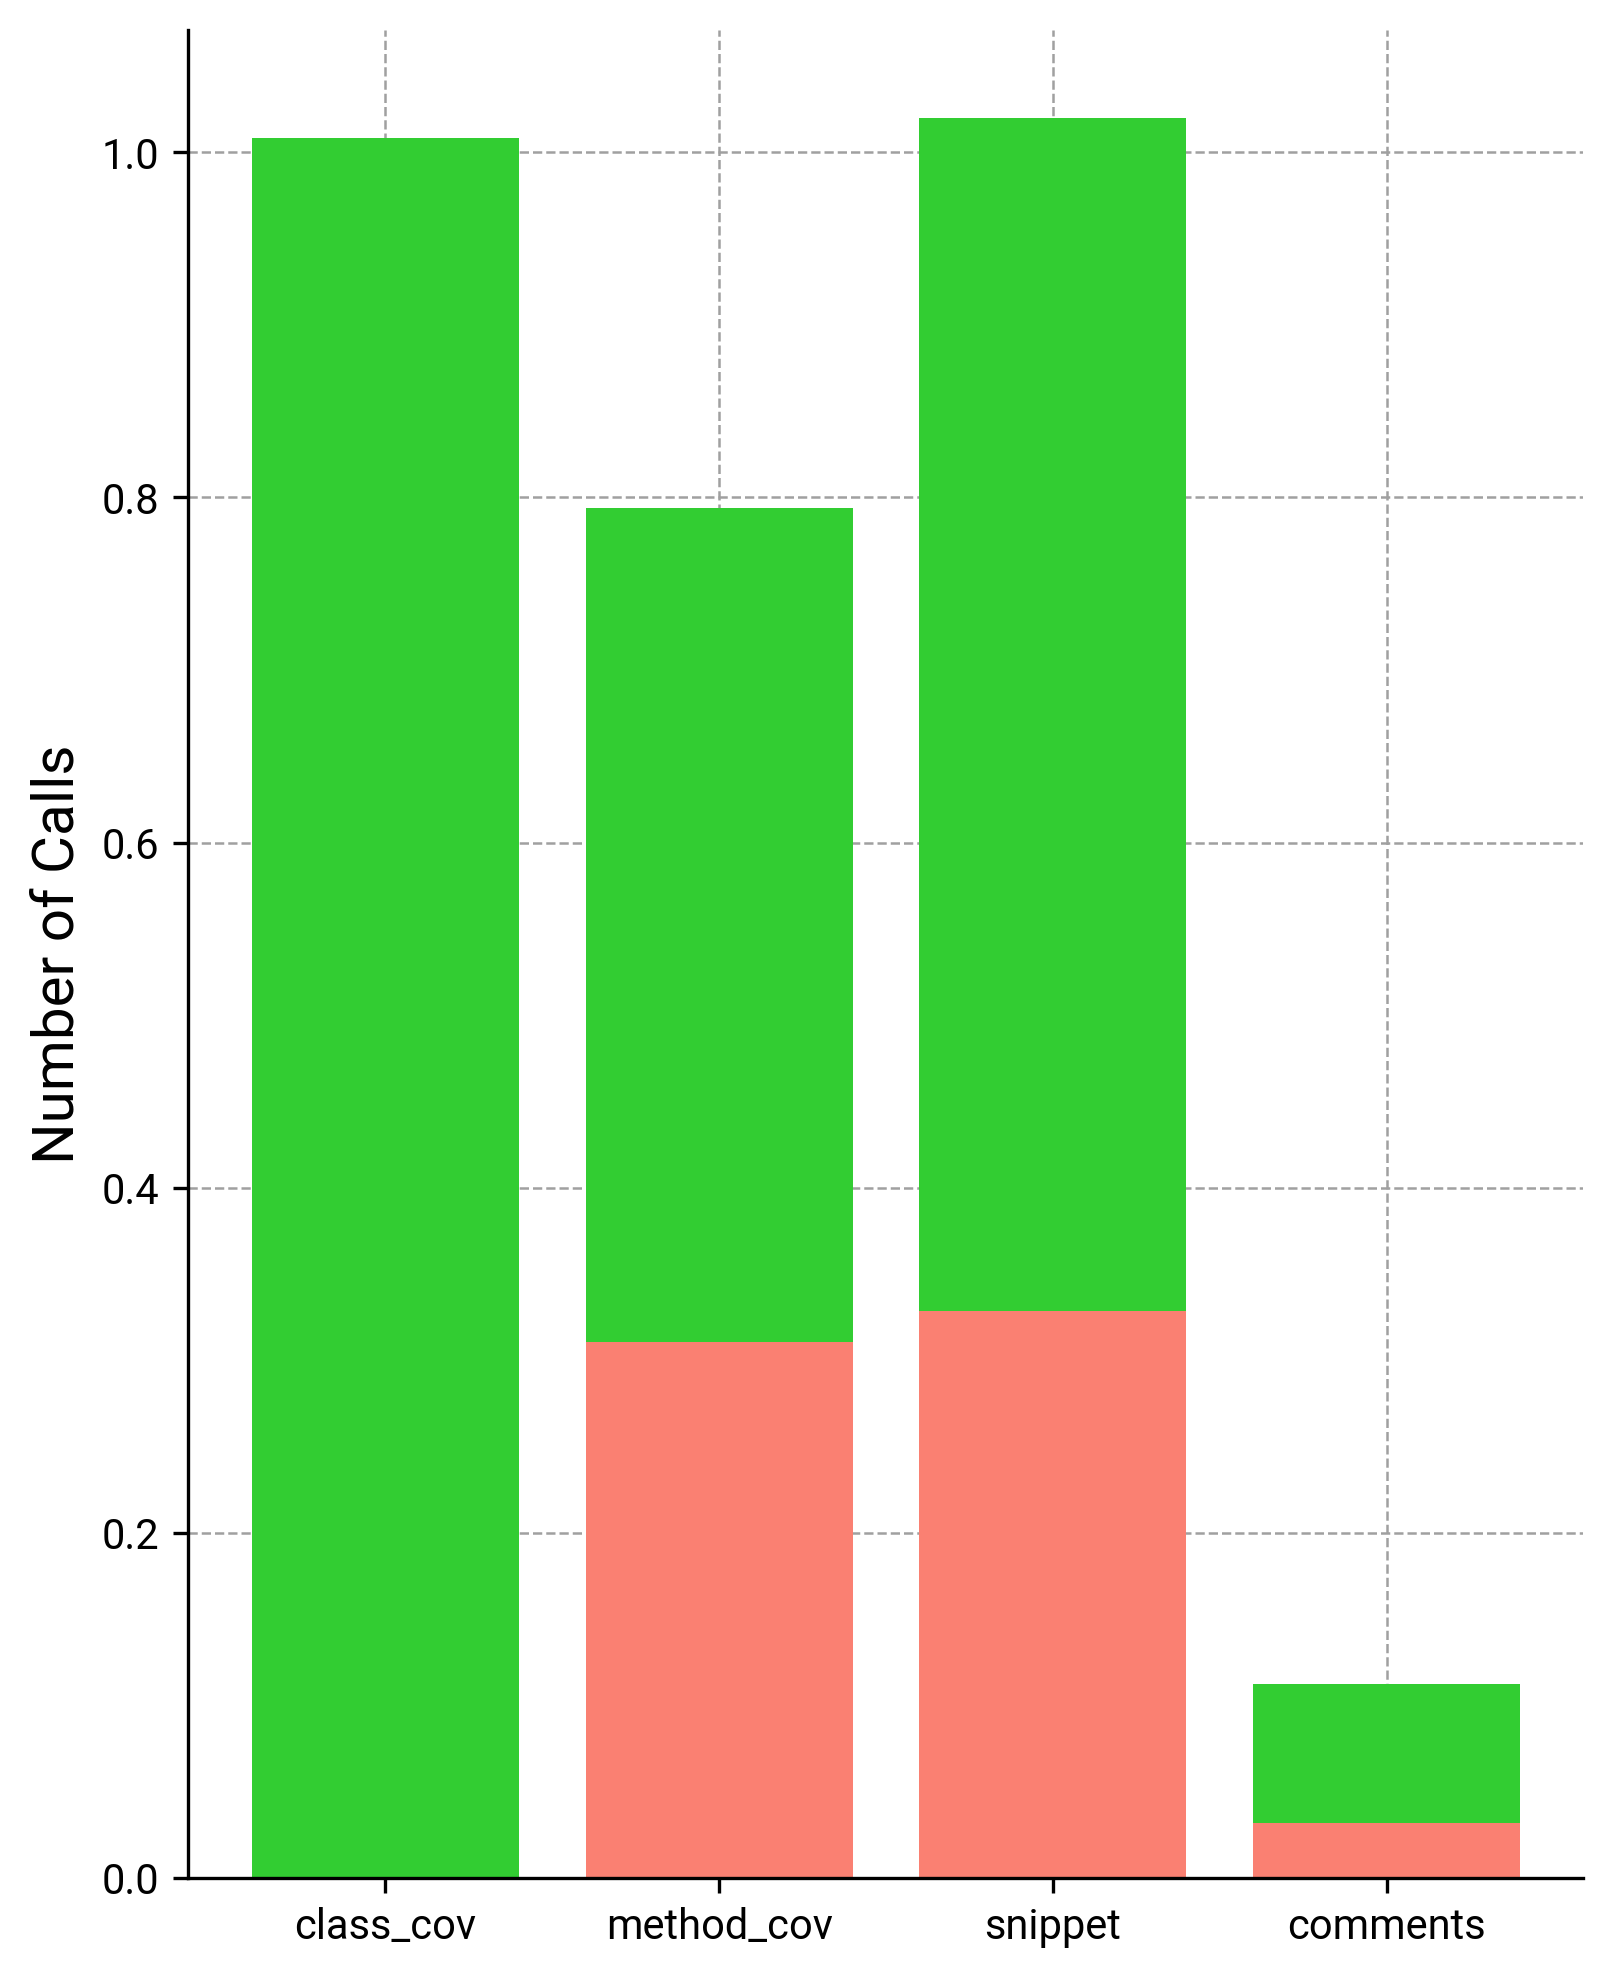 Number of Calls
1.0
0.8
0.6
0.4
0.2
0.0
class_cov
method_cov
snippet
comments